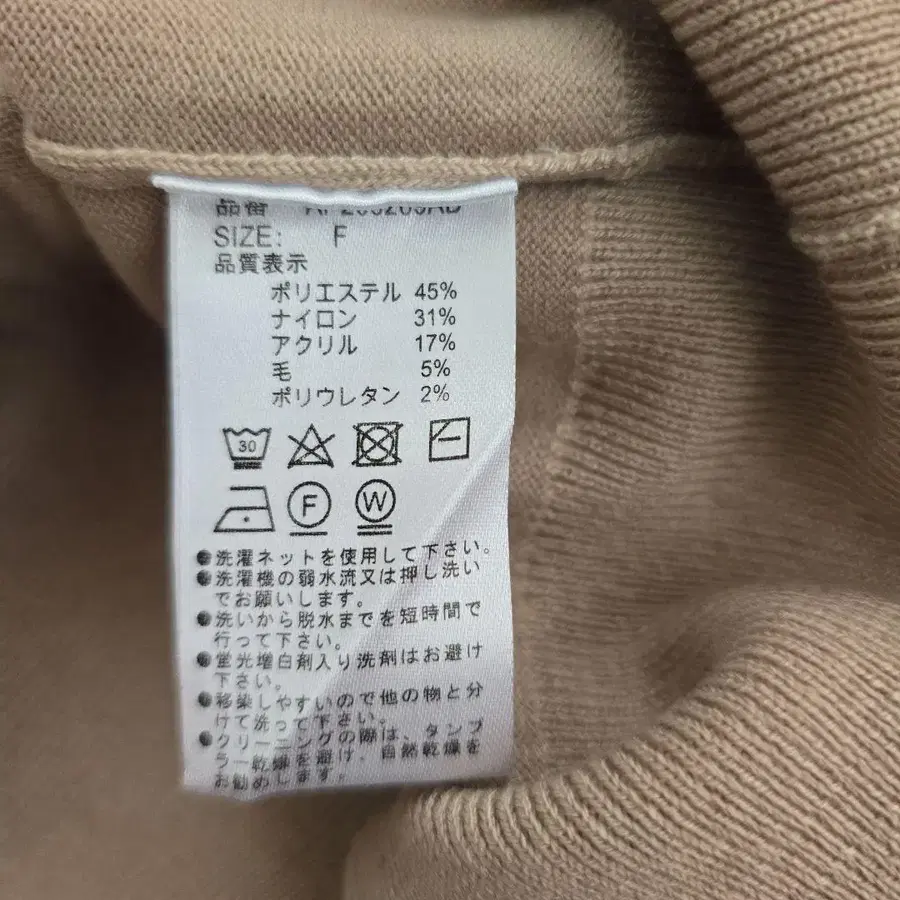 品番
SIZE: F
品質表示
ポリエステル 45%
ナイロン 31%
アクリル 17%
毛 5%
ポリウレタン 2%
30
F W
●洗濯ネットを使用して下さい。
●洗濯機の弱水流又は押し洗い
でお願いします。
●洗いから脱水までを短時間で
行って下さい。
●蛍光増白剤入り洗剤はお避け
下さい。
●移染しやすいので他の物と分
けて洗って下さい。
●クリーニングの際は、タンブ
ラー乾燥を避け、自然乾燥を
お勧めします。